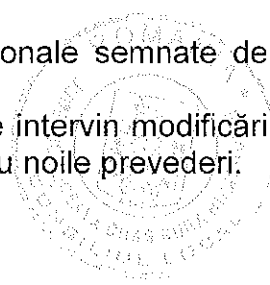 onale semnate de
e intervin modificări
u noile prevederi.